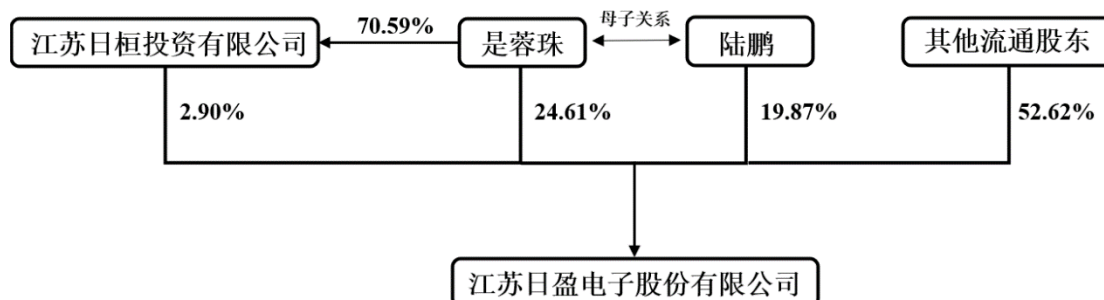 母子关系
江苏日桓投资有限公司
70.59%
是蓉珠
陆鹏
其他流通股东
2.90%
24.61%
19.87%
52.62%
江苏日盈电子股份有限公司